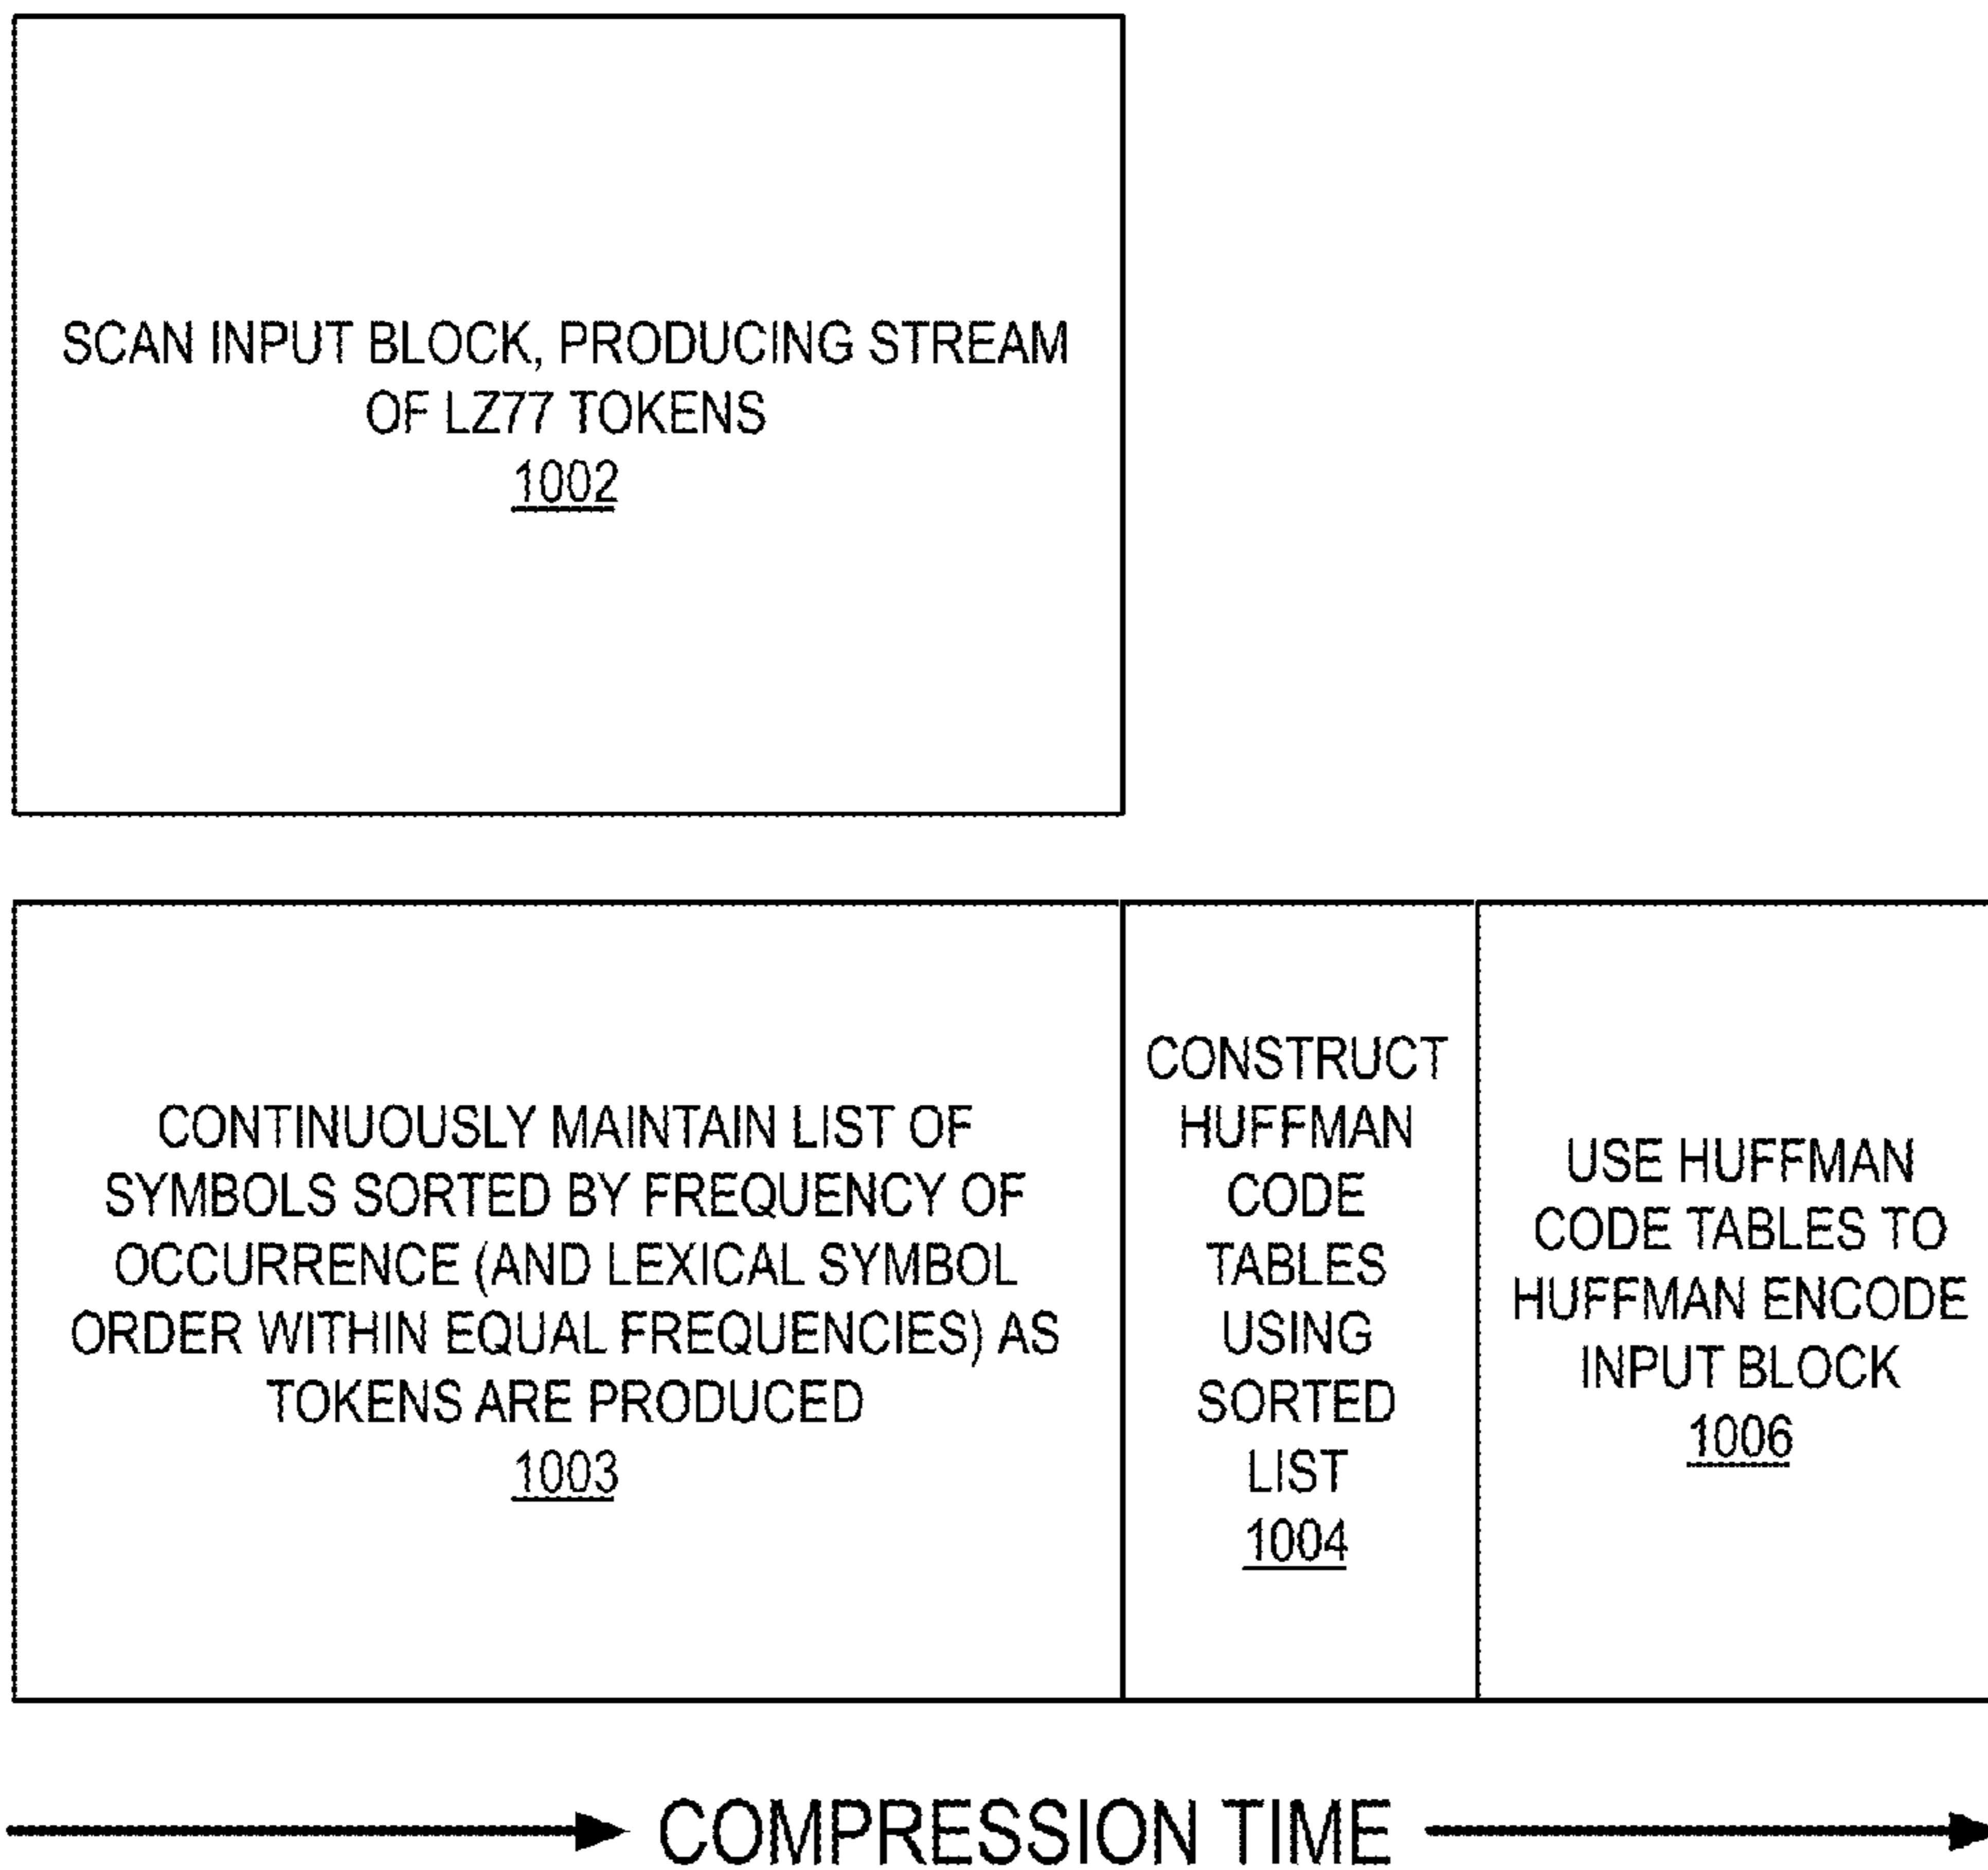 SCAN INPUT BLOCK, PRODUCING STREAM
OF LZ77 TOKENS
1002
CONTINUOUSLY MAINTAIN LIST OF
SYMBOLS SORTED BY FREQUENCY OF
OCCURRENCE (AND LEXICAL SYMBOL
ORDER WITHIN EQUAL FREQUENCIES) AS
TOKENS ARE PRODUCED
1003
CONSTRUCT
HUFFMAN
CODE
TABLES
USING
SORTED
LIST
1004
USE HUFFMAN
CODE TABLES TO
HUFFMAN ENCODE
INPUT BLOCK
1006
COMPRESSION TIME